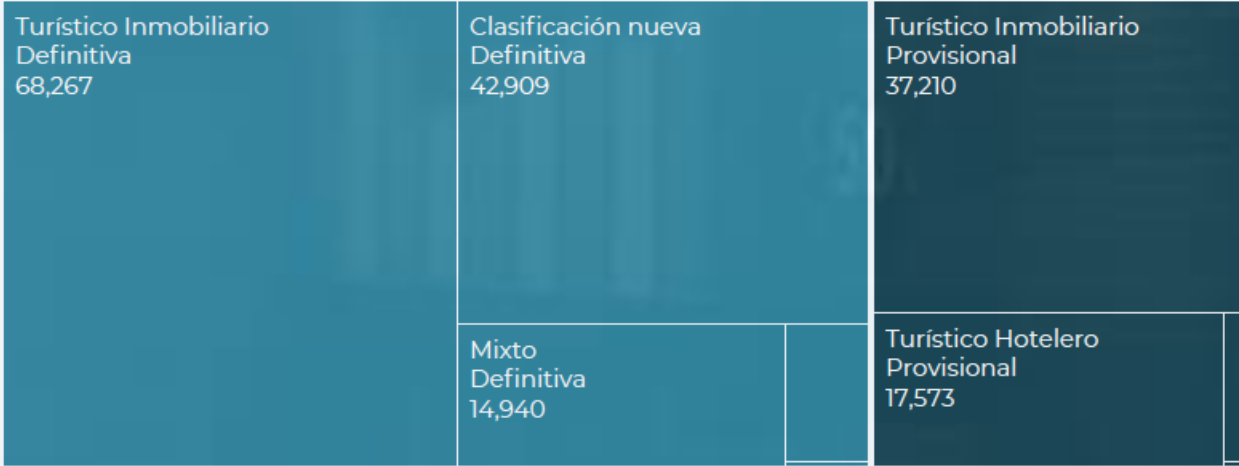 Turístico Inmobiliario
Definitiva
68,267
Clasificación nueva
Definitiva
42,909
Mixto
Definitiva
14,940
Turístico Inmobiliario
Provisional
37,210
Turístico Hotelero
Provisional
17,573